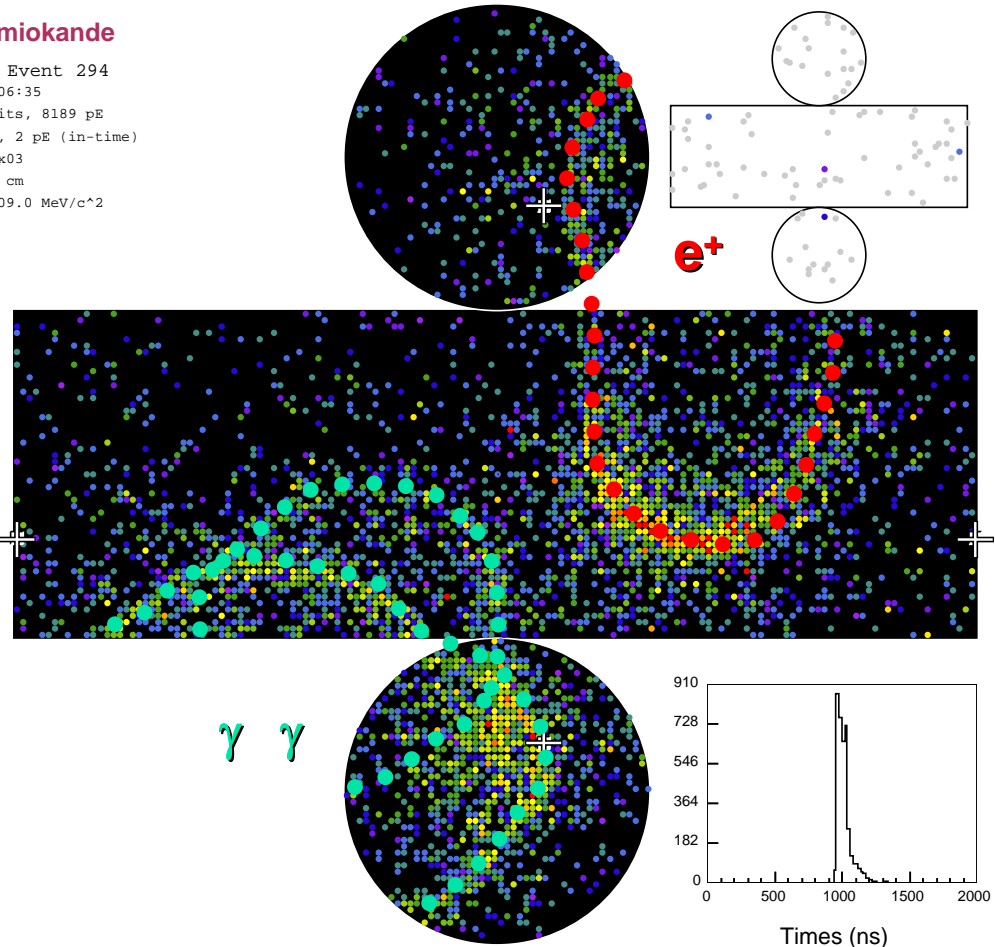 miokande
Event 294
06:35
its, 8189 pE
, 2 pE (in-time)
x03
cm
09.0 MeV/c^2
e+
γ γ
910
728
546
364
182
0
0 500 1000 1500 2000
Times (ns)